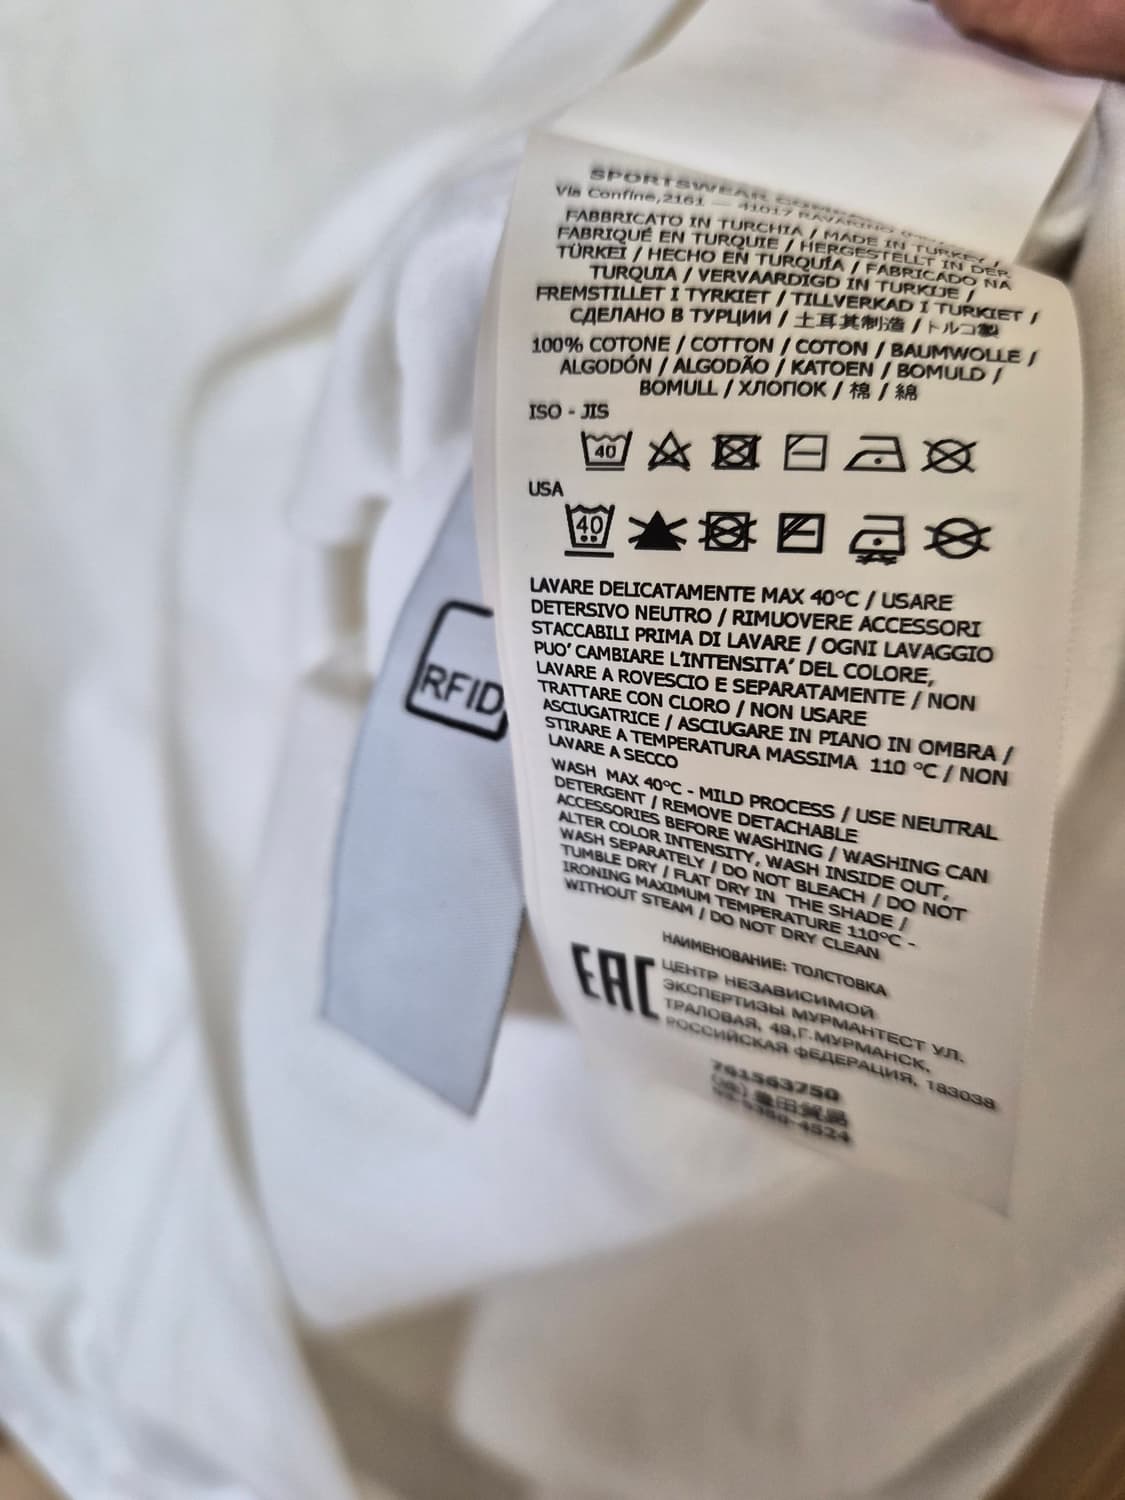 SPORTSWEAR COMPANY
Via Confine,2161 — 41017 RAVARINO
FABBRICATO IN TURCHIA / MADE IN TURKEY /
FABRIQUÉ EN TURQUIE / HERGESTELLT IN DER
TÜRKEI / HECHO EN TURQUÍA / FABRICADO NA
TURQUIA / VERVAARDIGD IN TURKIJE /
FREMSTILLET I TYRKIET / TILLVERKAD I TURKIET /
СДЕЛАНО В ТУРЦИИ / 土耳其制造 / トルコ製
100% COTONE / COTTON / COTON / BAUMWOLLE /
ALGODÓN / ALGODÃO / KATOEN / BOMULD /
BOMULL / ХЛОПОК / 棉 / 綿
ISO - JIS
40
USA
40
RFID
LAVARE DELICATAMENTE MAX 40°C / USARE
DETERSIVO NEUTRO / RIMUOVERE ACCESSORI
STACCABILI PRIMA DI LAVARE / OGNI LAVAGGIO
PUO' CAMBIARE L'INTENSITA' DEL COLORE,
LAVARE A ROVESCIO E SEPARATAMENTE / NON
TRATTARE CON CLORO / NON USARE
ASCIUGATRICE / ASCIUGARE IN PIANO IN OMBRA /
STIRARE A TEMPERATURA MASSIMA 110 °C / NON
LAVARE A SECCO
WASH MAX 40°C - MILD PROCESS / USE NEUTRAL
DETERGENT / REMOVE DETACHABLE
ACCESSORIES BEFORE WASHING / WASHING CAN
ALTER COLOR INTENSITY, WASH INSIDE OUT,
WASH SEPARATELY / DO NOT BLEACH / DO NOT
TUMBLE DRY / FLAT DRY IN THE SHADE /
IRONING MAXIMUM TEMPERATURE 110°C -
WITHOUT STEAM / DO NOT DRY CLEAN
EAC
НАИМЕНОВАНИЕ: ТОЛСТОВКА
ЦЕНТР НЕЗАВИСИМОЙ
ЭКСПЕРТИЗЫ МУРМАНТЕСТ УЛ.
ТРАЛОВАЯ, 49,Г.МУРМАНСК,
РОССИЙСКАЯ ФЕДЕРАЦИЯ, 183038
761563750